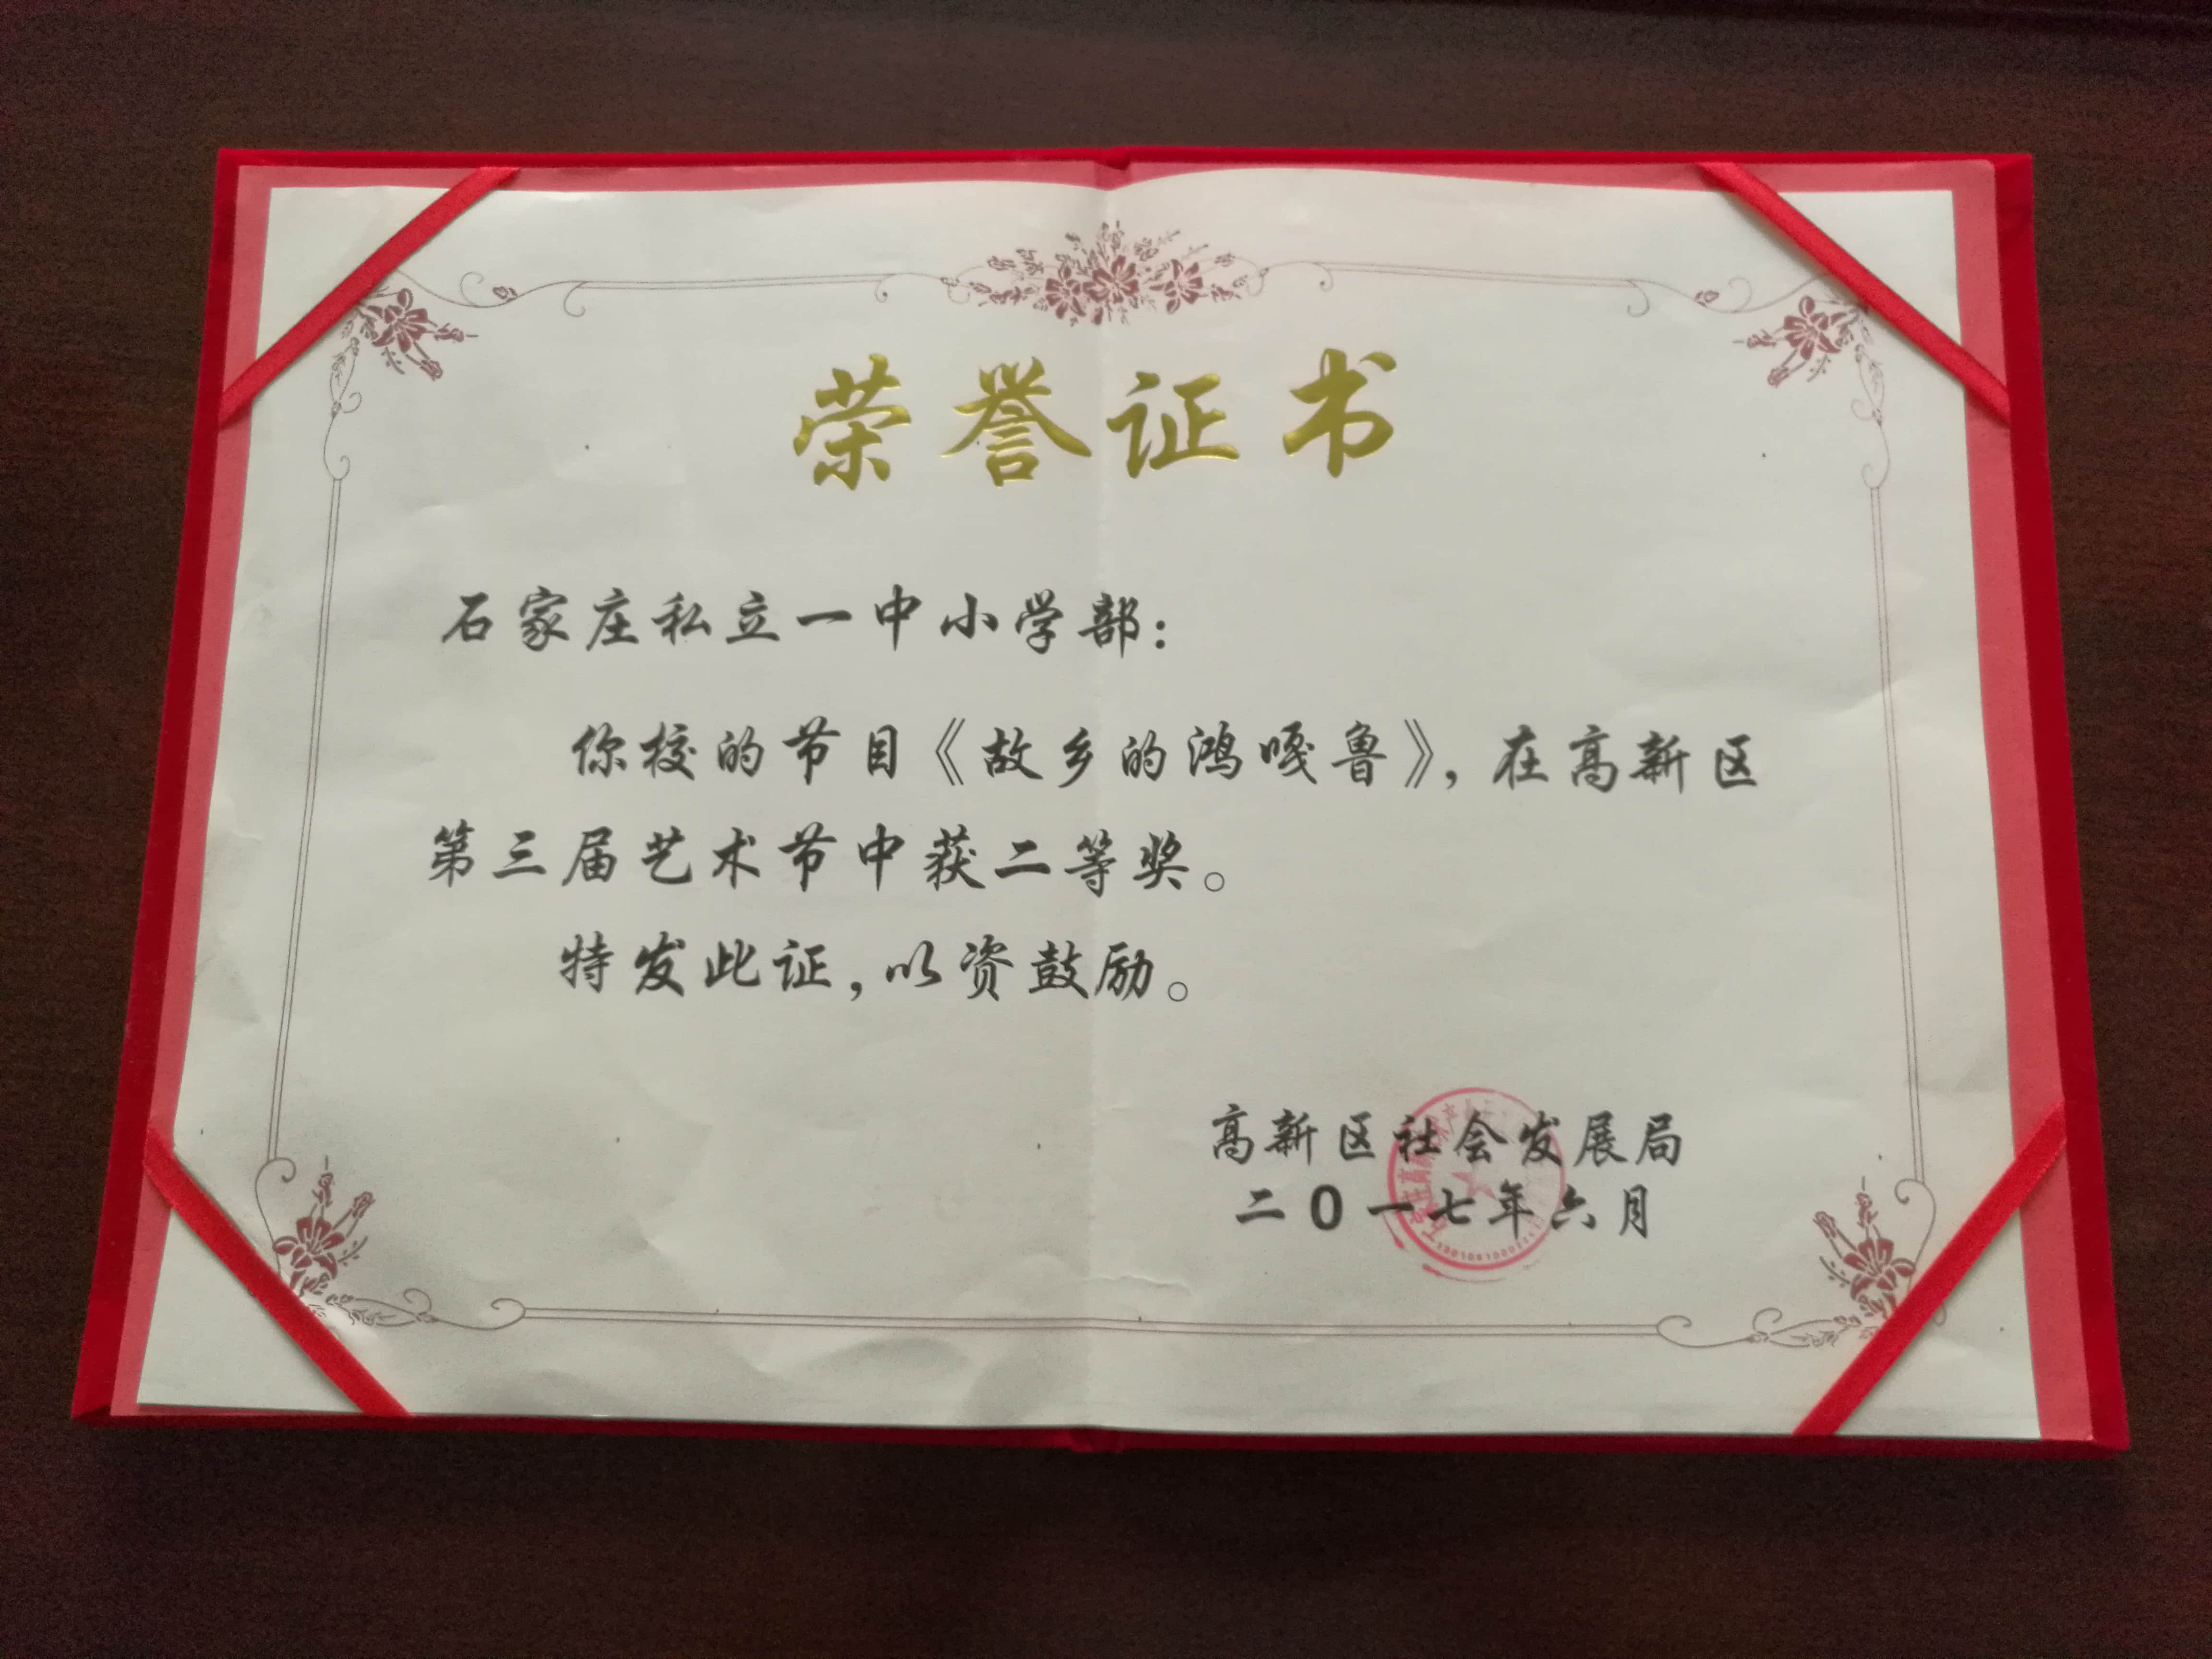 荣誉证书
石家庄私立一中小学部：
你校的节目《故乡的鸿嘎鲁》，在高新区
第三届艺术节中获二等奖。
特发此证，以资鼓励。
高新区社会发展局
二0一七年六月